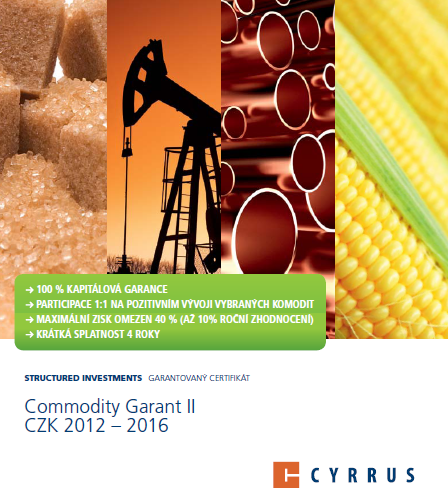 → 100 % KAPITÁLOVÁ GARANCE
→ PARTICIPACE 1:1 NA POZITIVNÍM VÝVOJI VYBRANÝCH KOMODIT
→ MAXIMÁLNÍ ZISK OMEZEN 40 % (AŽ 10% ROČNÍ ZHODNOCENÍ)
→ KRÁTKÁ SPLATNOST 4 ROKY
STRUCTURED INVESTMENTS GARANTOVANÝ CERTIFIKÁT
Commodity Garant II
CZK 2012 – 2016
CYRRUS